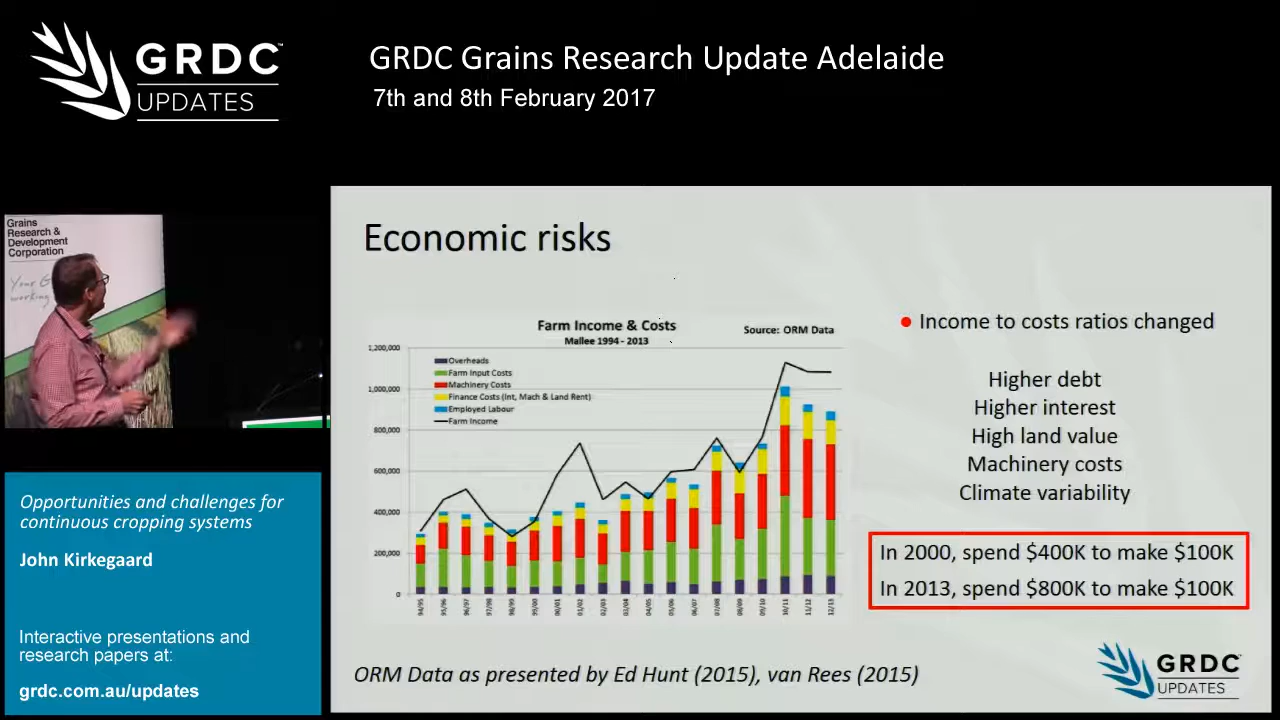 GRDC™
UPDATES
GRDC Grains Research Update Adelaide
7th and 8th February 2017
Grains
Research &
Development
Corporation
Your G
working
Opportunities and challenges for
continuous cropping systems
John Kirkegaard
Interactive presentations and
research papers at:
grdc.com.au/updates
Economic risks
Farm Income & Costs
Mallee 1994 - 2013
Source: ORM Data
1,200,000
1,000,000
800,000
600,000
400,000
200,000
0
Overheads
Farm Input Costs
Machinery Costs
Finance Costs (Int, Mach & Land Rent)
Employed Labour
Farm Income
94/95
95/96
96/97
97/98
98/99
99/00
00/01
01/02
02/03
03/04
04/05
05/06
06/07
07/08
08/09
09/10
10/11
11/12
12/13
● Income to costs ratios changed
Higher debt
Higher interest
High land value
Machinery costs
Climate variability
In 2000, spend $400K to make $100K
In 2013, spend $800K to make $100K
ORM Data as presented by Ed Hunt (2015), van Rees (2015)
GRDC™
UPDATES